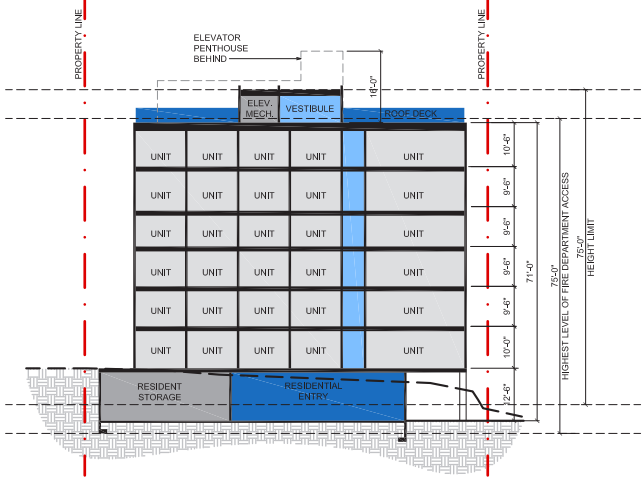 PROPERTY LINE
PROPERTY LINE
ELEVATOR
PENTHOUSE
BEHIND
16'-0"
ELEV.
MECH.
VESTIBULE
ROOF DECK
UNIT UNIT UNIT UNIT UNIT
UNIT UNIT UNIT UNIT UNIT
UNIT UNIT UNIT UNIT UNIT
UNIT UNIT UNIT UNIT UNIT
UNIT UNIT UNIT UNIT UNIT
UNIT UNIT UNIT UNIT UNIT
RESIDENT
STORAGE
RESIDENTIAL
ENTRY
10'-6"
9'-6"
9'-6"
9'-6"
9'-6"
10'-0"
12'-6"
71'-0"
75'-0"
HIGHEST LEVEL OF FIRE DEPARTMENT ACCESS
75'-0"
HEIGHT LIMIT